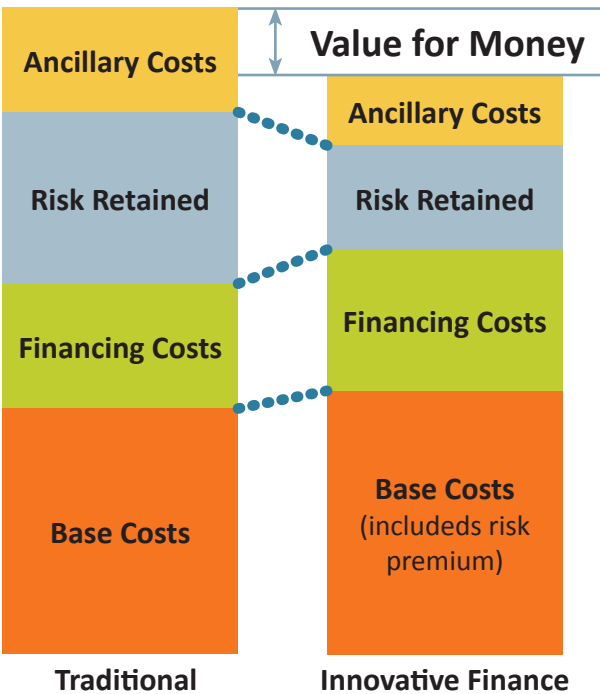 Value for Money
Ancillary Costs
Risk Retained
Financing Costs
Base Costs
Traditional
Ancillary Costs
Risk Retained
Financing Costs
Base Costs
(includeds risk
premium)
Innovative Finance